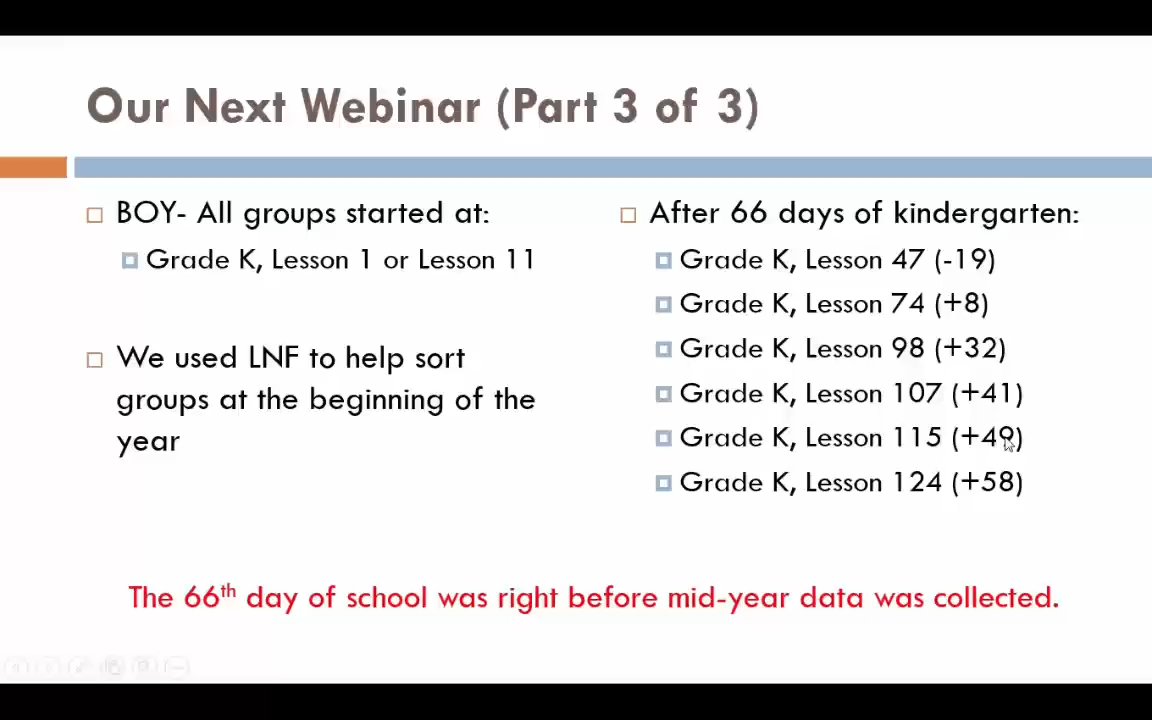 Our Next Webinar (Part 3 of 3)
BOY- All groups started at:
Grade K, Lesson 1 or Lesson 11
We used LNF to help sort
groups at the beginning of the
year
After 66 days of kindergarten:
Grade K, Lesson 47 (-19)
Grade K, Lesson 74 (+8)
Grade K, Lesson 98 (+32)
Grade K, Lesson 107 (+41)
Grade K, Lesson 115 (+49)
Grade K, Lesson 124 (+58)
The 66th day of school was right before mid-year data was collected.